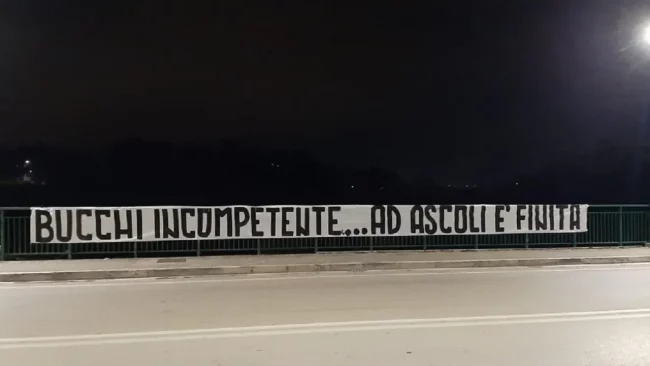 BUCCHI INCOMPETENTE.... AD ASCOLI E' FINITA